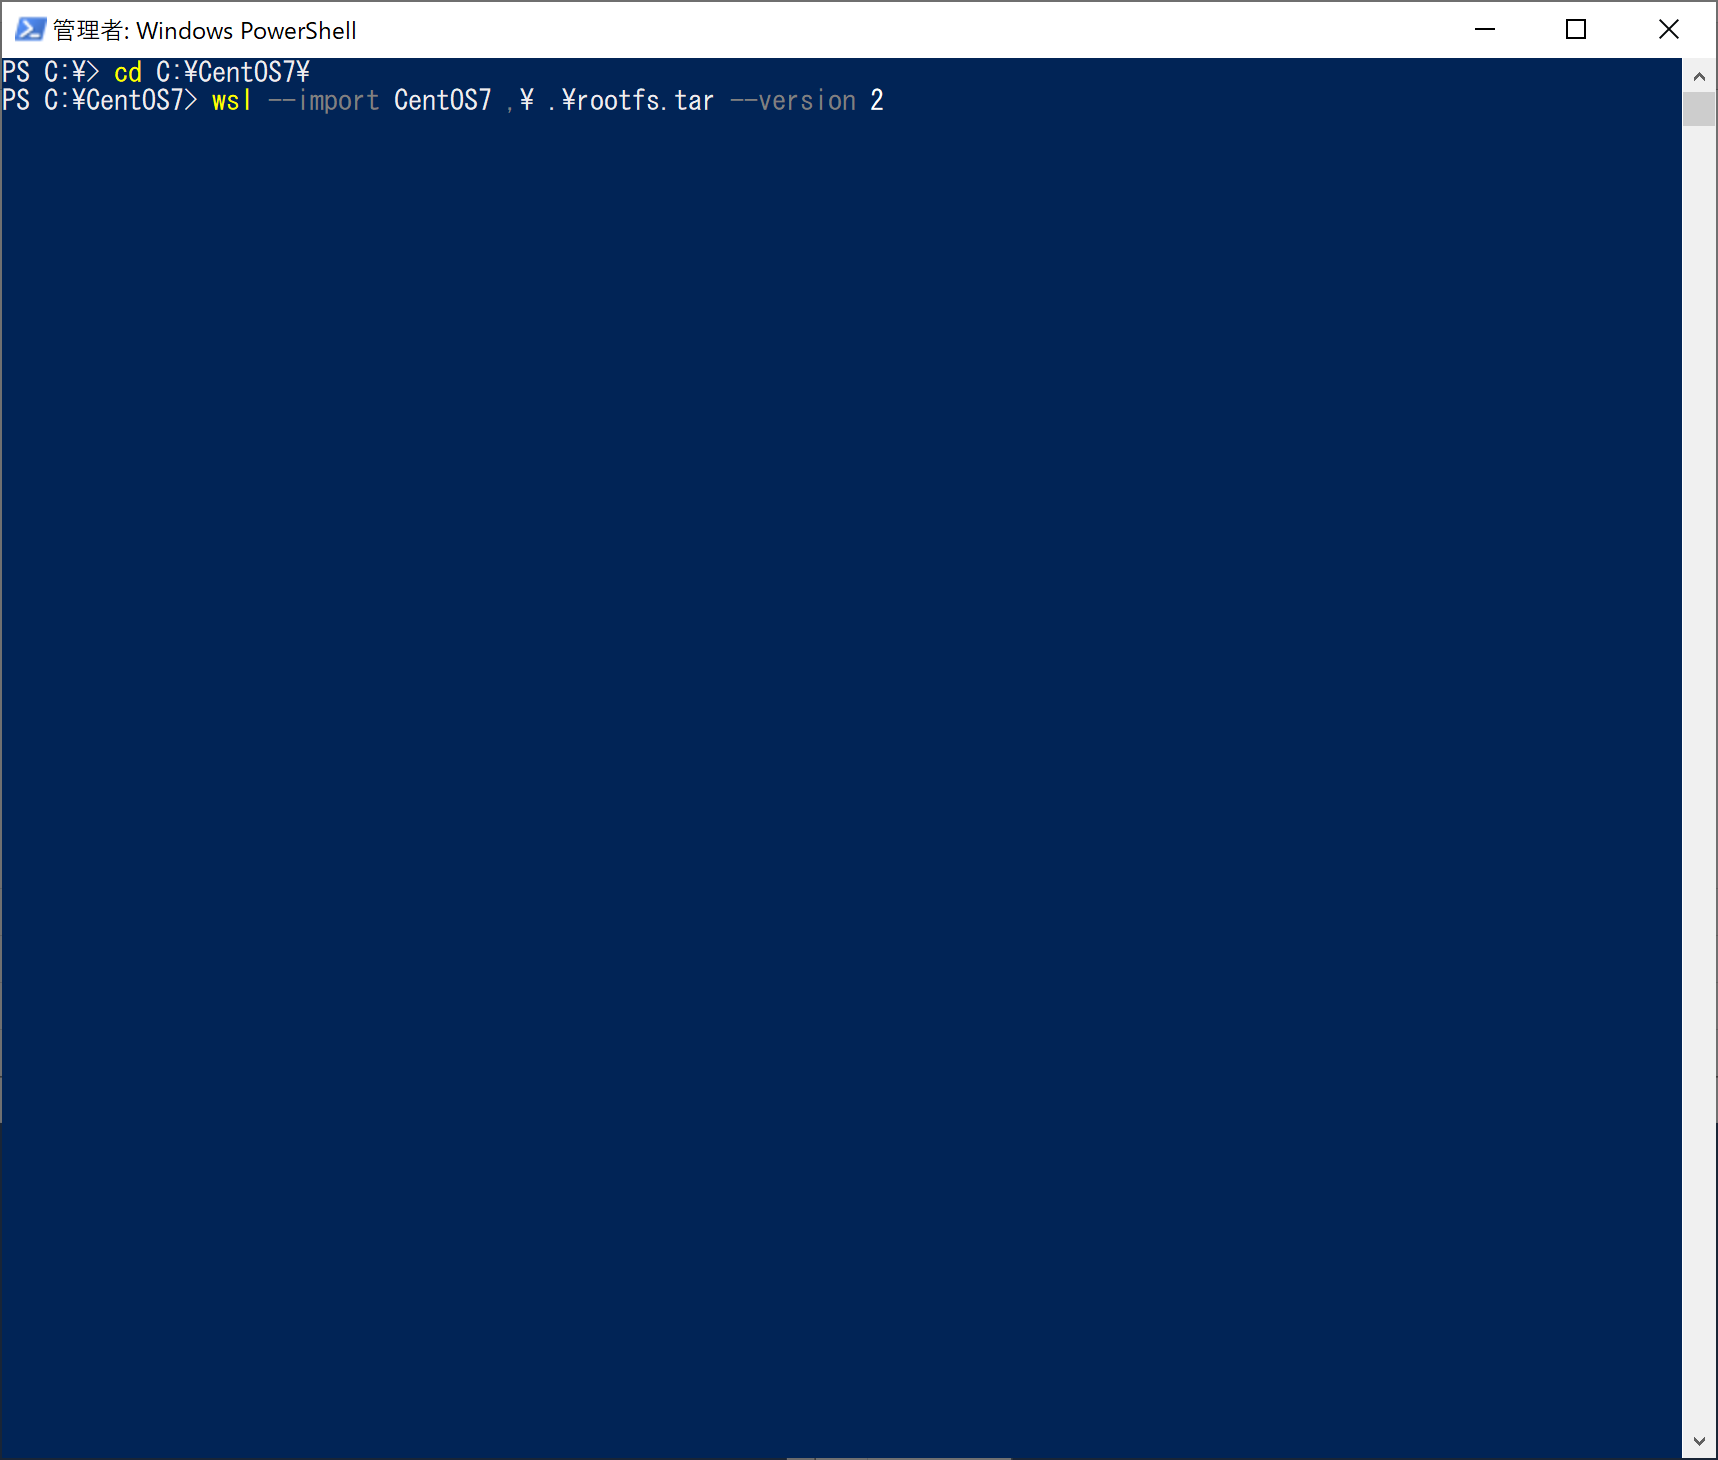 管理者: Windows PowerShell
PS C:¥> cd C:¥CentOS7¥
PS C:¥CentOS7> wsl --import CentOS7 ,¥ .¥rootfs.tar --version 2